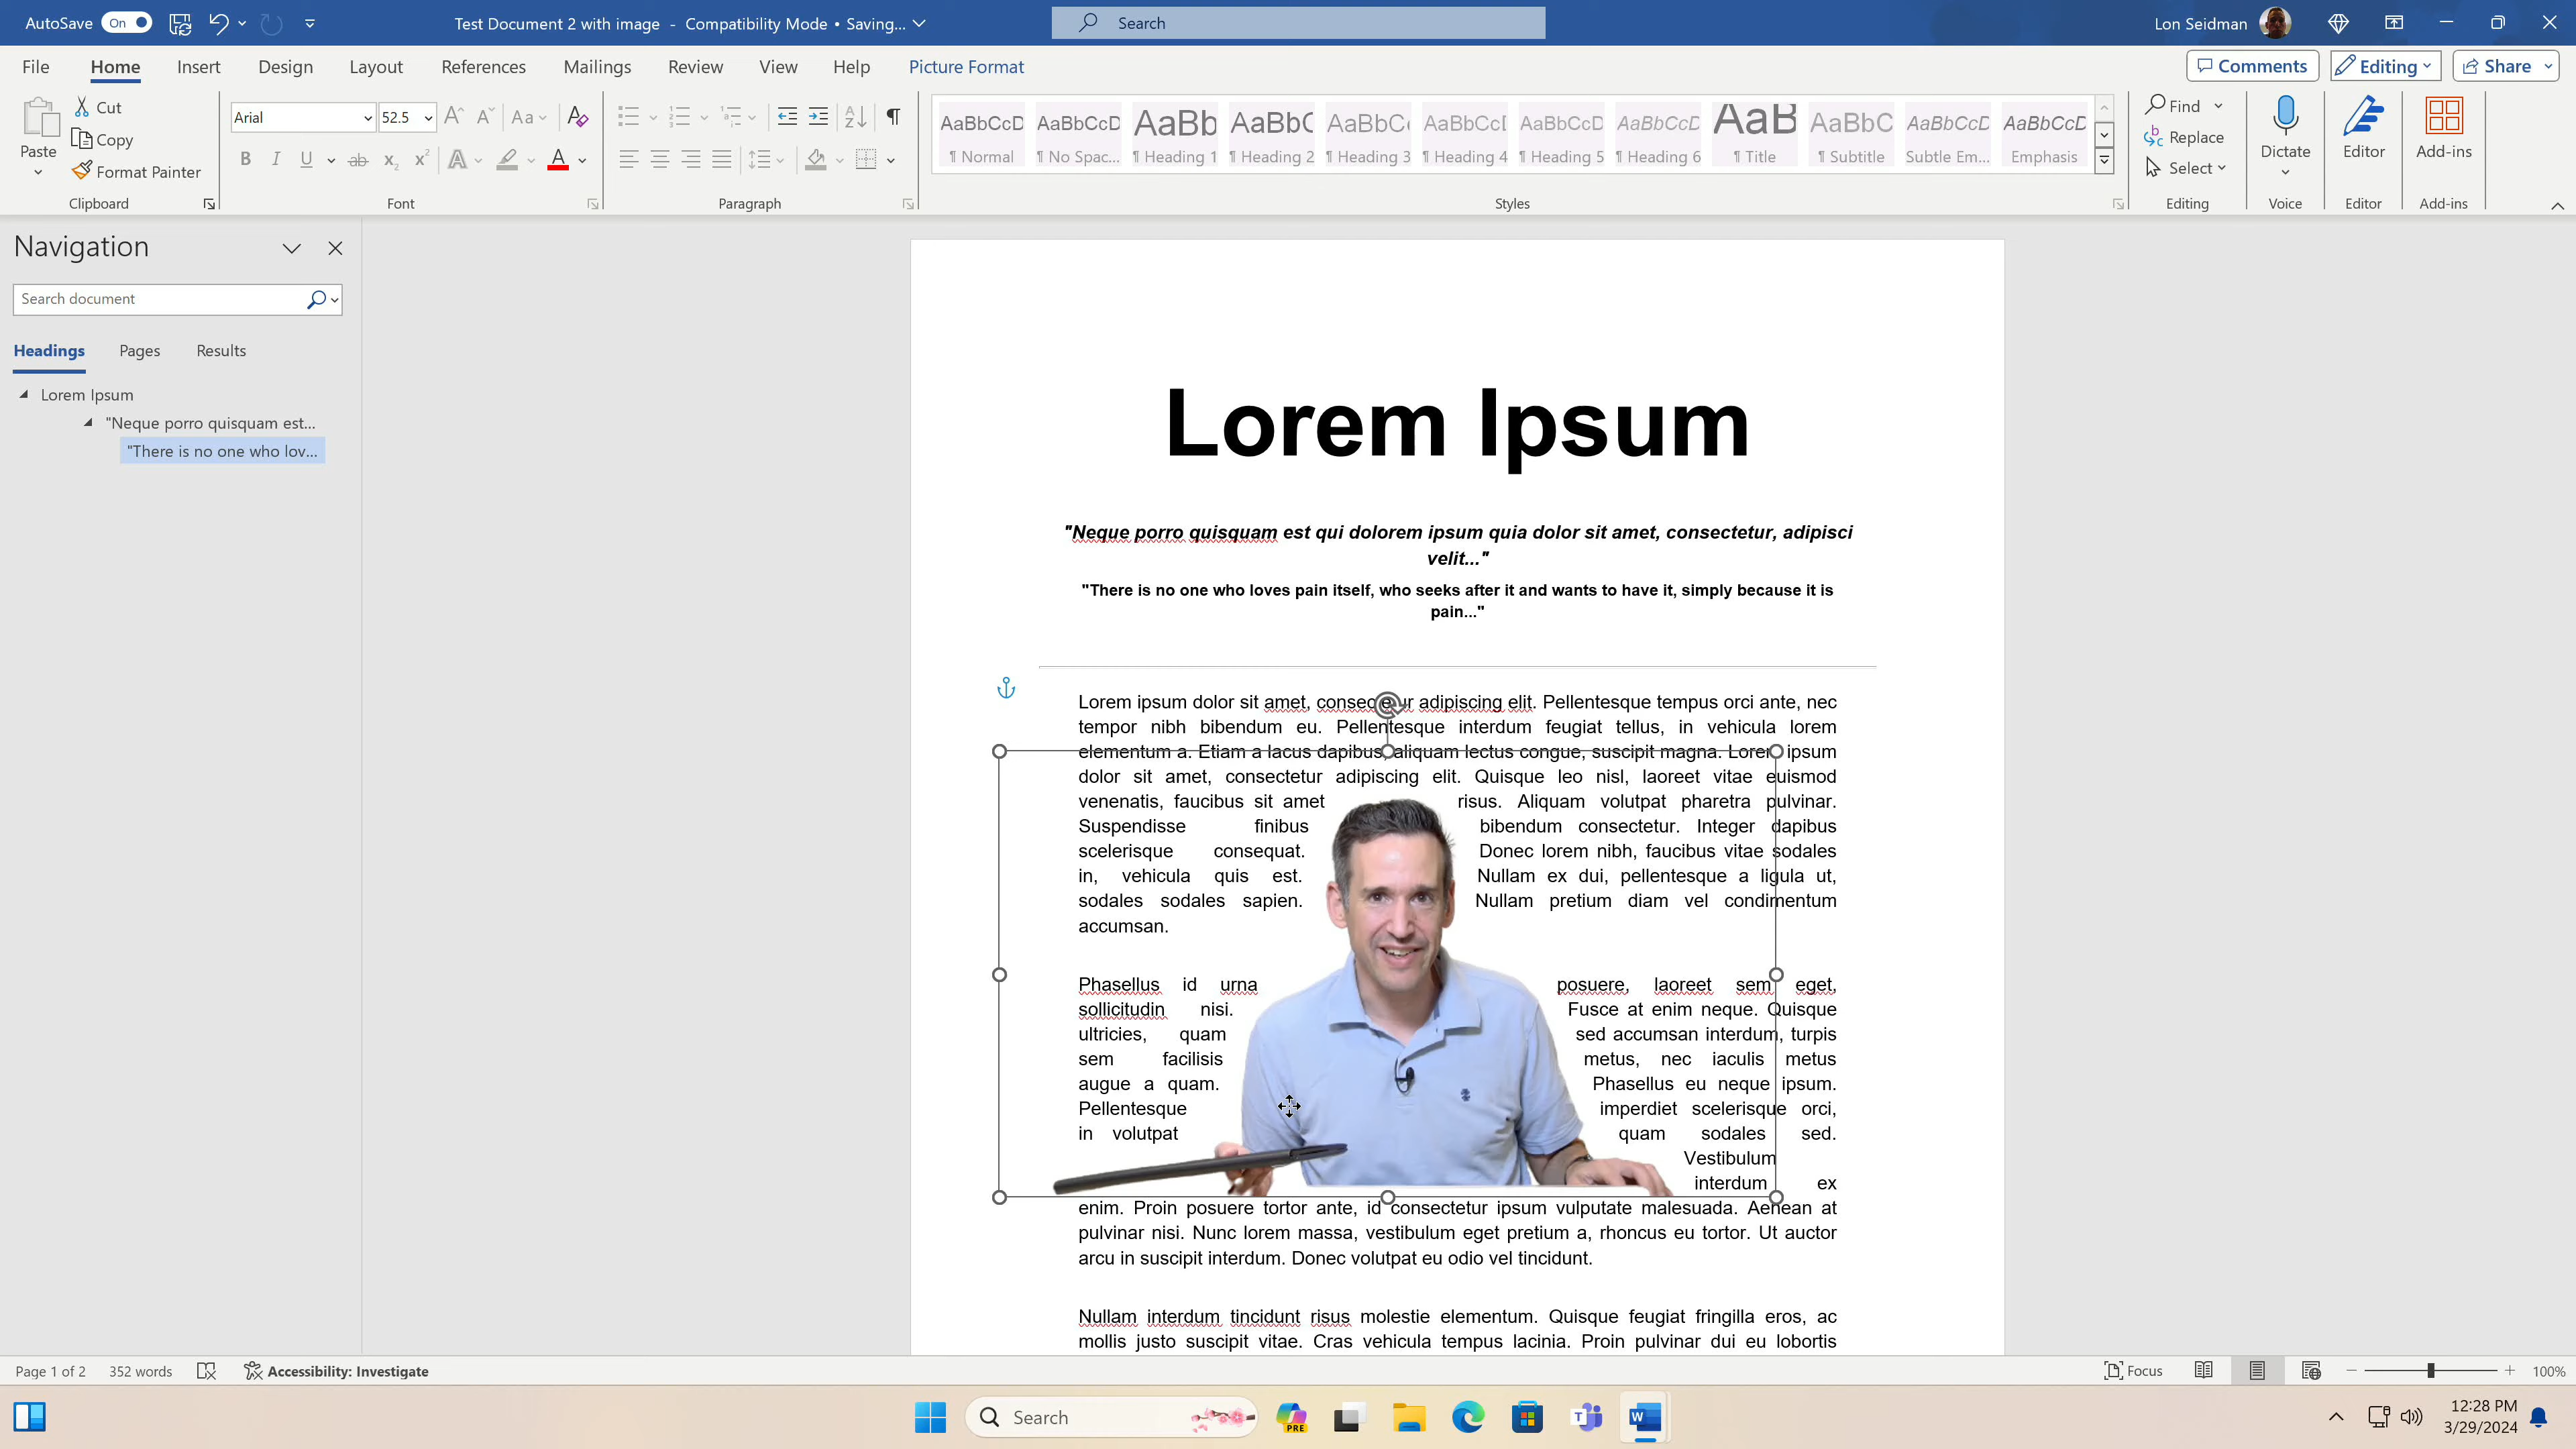 AutoSave On Test Document 2 with image - Compatibility Mode • Saving... Search Lon Seidman
File Home Insert Design Layout References Mailings Review View Help Picture Format Comments Editing Share
Paste
Cut
Copy
Format Painter
Clipboard
Arial 52.5
Font
Paragraph
AaBbCcD AaBbCcD AaBb AaBbC AaBbC AaBbCcD AaBbCcD AaBbCcD AaB AaBbC AaBbCcD AaBbCcD
¶ Normal ¶ No Spac... ¶ Heading 1 ¶ Heading 2 ¶ Heading 3 ¶ Heading 4 ¶ Heading 5 ¶ Heading 6 ¶ Title ¶ Subtitle Subtle Em... Emphasis
Styles
Find
Replace
Select
Editing
Dictate
Voice
Editor
Editor
Add-ins
Add-ins
Navigation
Search document
Headings Pages Results
Lorem Ipsum
"Neque porro quisquam est...
"There is no one who lov...
Lorem Ipsum
"Neque porro quisquam est qui dolorem ipsum quia dolor sit amet, consectetur, adipisci
velit..."
"There is no one who loves pain itself, who seeks after it and wants to have it, simply because it is
pain..."
Lorem ipsum dolor sit amet, consectetur adipiscing elit. Pellentesque tempus orci ante, nec
tempor nibh bibendum eu. Pellentesque interdum feugiat tellus, in vehicula lorem
elementum a. Etiam a lacus dapibus, aliquam lectus congue, suscipit magna. Lorem ipsum
dolor sit amet, consectetur adipiscing elit. Quisque leo nisl, laoreet vitae euismod
venenatis, faucibus sit amet risus. Aliquam volutpat pharetra pulvinar.
Suspendisse finibus bibendum consectetur. Integer dapibus
scelerisque consequat. Donec lorem nibh, faucibus vitae sodales
in, vehicula quis est. Nullam ex dui, pellentesque a ligula ut,
sodales sodales sapien. Nullam pretium diam vel condimentum
accumsan.
Phasellus id urna posuere, laoreet sem eget,
sollicitudin nisi. Fusce at enim neque. Quisque
ultricies, quam sed accumsan interdum, turpis
sem facilisis metus, nec iaculis metus
augue a quam. Phasellus eu neque ipsum.
Pellentesque imperdiet scelerisque orci,
in volutpat quam sodales sed.
Vestibulum
interdum ex
enim. Proin posuere tortor ante, id consectetur ipsum vulputate malesuada. Aenean at
pulvinar nisi. Nunc lorem massa, vestibulum eget pretium a, rhoncus eu tortor. Ut auctor
arcu in suscipit interdum. Donec volutpat eu odio vel tincidunt.
Nullam interdum tincidunt risus molestie elementum. Quisque feugiat fringilla eros, ac
mollis justo suscipit vitae. Cras vehicula tempus lacinia. Proin pulvinar dui eu lobortis
Page 1 of 2 352 words Accessibility: Investigate Focus 100%
Search PRE 12:28 PM
3/29/2024